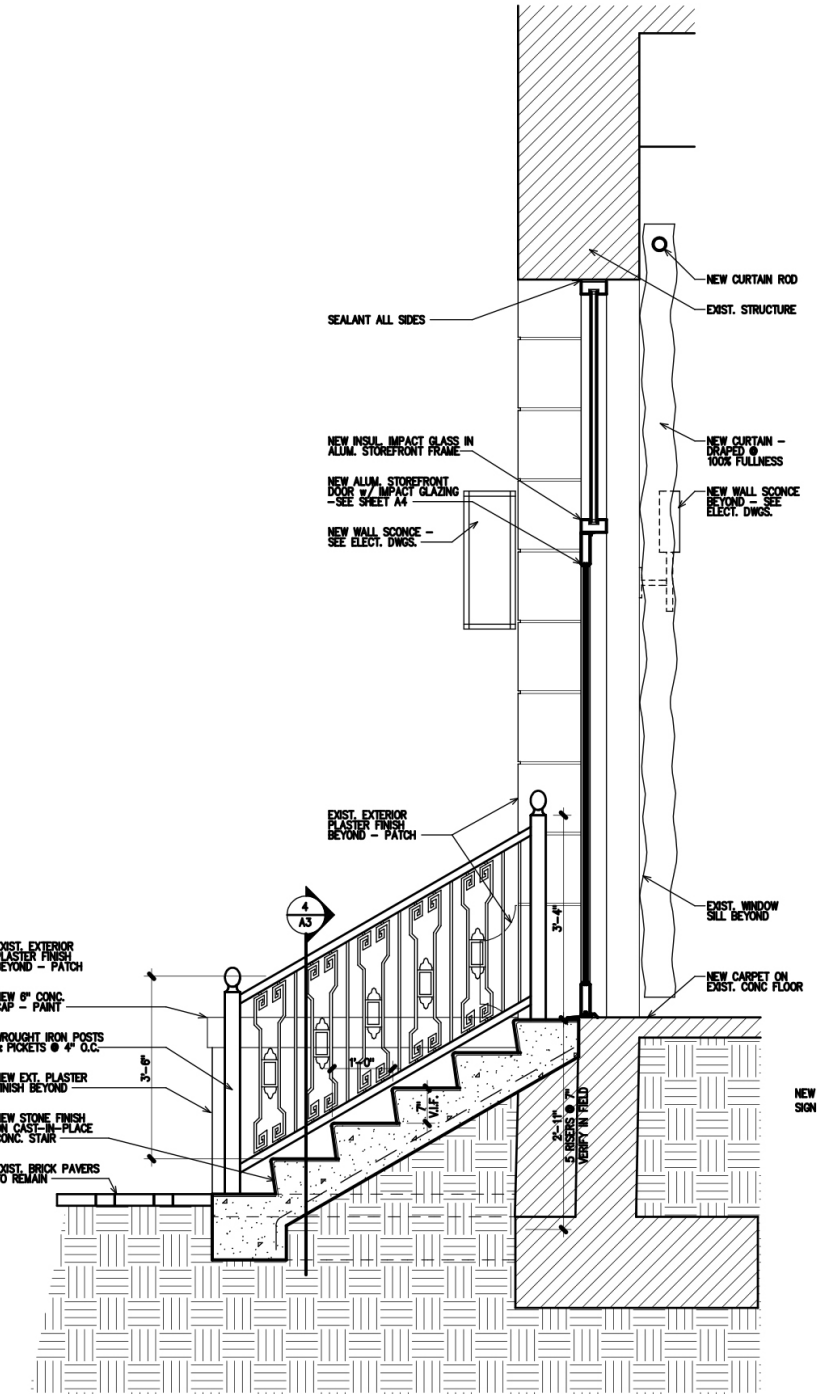 NEW CURTAIN ROD
EXIST. STRUCTURE
SEALANT ALL SIDES
NEW INSUL. IMPACT GLASS IN
ALUM. STOREFRONT FRAME
NEW ALUM. STOREFRONT
DOOR w/ IMPACT GLAZING
-SEE SHEET A4
NEW WALL SCONCE -
SEE ELECT. DWGS.
NEW CURTAIN -
DRAPED @
100% FULLNESS
NEW WALL SCONCE
BEYOND - SEE
ELECT. DWGS.
EXIST. EXTERIOR
PLASTER FINISH
BEYOND - PATCH
3'-4"
4
A3
EXIST. WINDOW
SILL BEYOND
NEW CARPET ON
EXIST. CONC FLOOR
EXIST. EXTERIOR
PLASTER FINISH
BEYOND - PATCH
NEW 6" CONC.
CAP - PAINT
WROUGHT IRON POSTS
& PICKETS @ 4" O.C.
3'-6"
1'-0"
NEW EXT. PLASTER
FINISH BEYOND
7"
V.I.F.
NEW STONE FINISH
ON CAST-IN-PLACE
CONC. STAIR
2'-11"
5 RISERS @ 7"
VERIFY IN FIELD
EXIST. BRICK PAVERS
TO REMAIN
NEW
SIGN